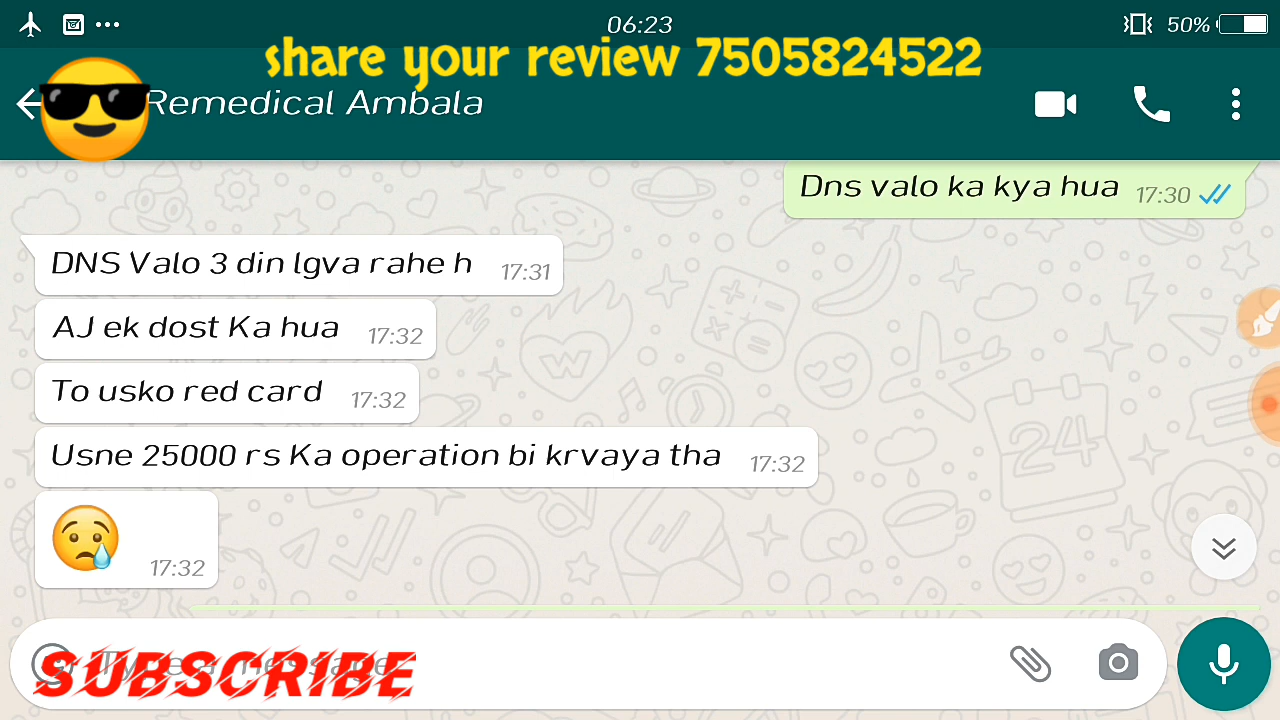 06:23
50%
share your review 7505824522
Remedical Ambala
Dns valo ka kya hua 17:30
DNS Valo 3 din lgva rahe h 17:31
AJ ek dost Ka hua 17:32
To usko red card 17:32
Usne 25000 rs Ka operation bi krvaya tha 17:32
17:32
Type a message
SUBSCRIBE